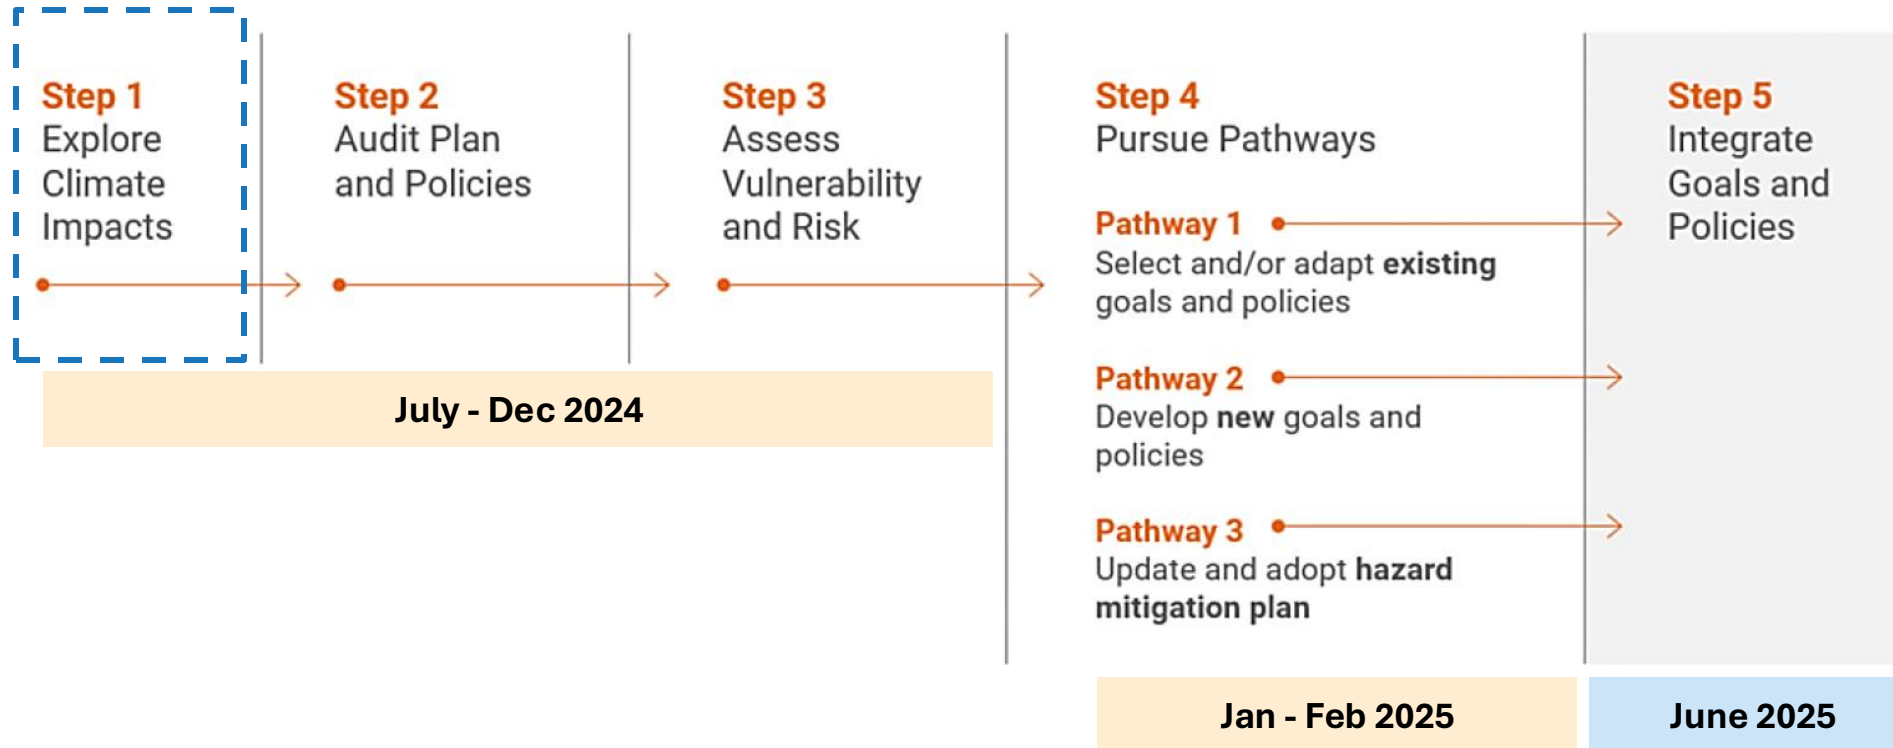 Step 1
Explore
Climate
Impacts
Step 2
Audit Plan
and Policies
Step 3
Assess
Vulnerability
and Risk
July - Dec 2024
Step 4
Pursue Pathways
Pathway 1
Select and/or adapt existing
goals and policies
Pathway 2
Develop new goals and
policies
Pathway 3
Update and adopt hazard
mitigation plan
Jan - Feb 2025
Step 5
Integrate
Goals and
Policies
June 2025